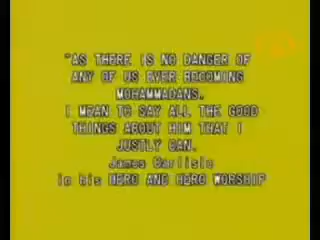 "AS THERE IS NO DANGER OF
ANY OF US EVER BECOMING
MOHAMMADANS.
I MEAN TO SAY ALL THE GOOD
THINGS ABOUT HIM THAT I
JUSTLY CAN.
James Carlisle
in his HERO AND HERO WORSHIP